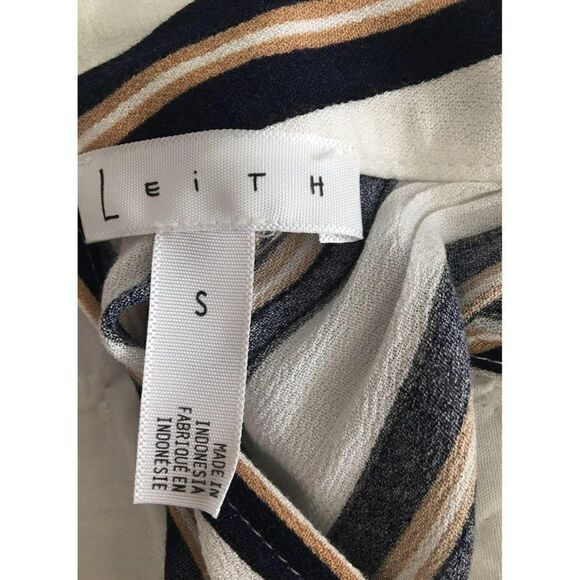 LEiTH
S
MADE IN
INDONESIA
FABRIQUÉ EN
INDONÉSIE